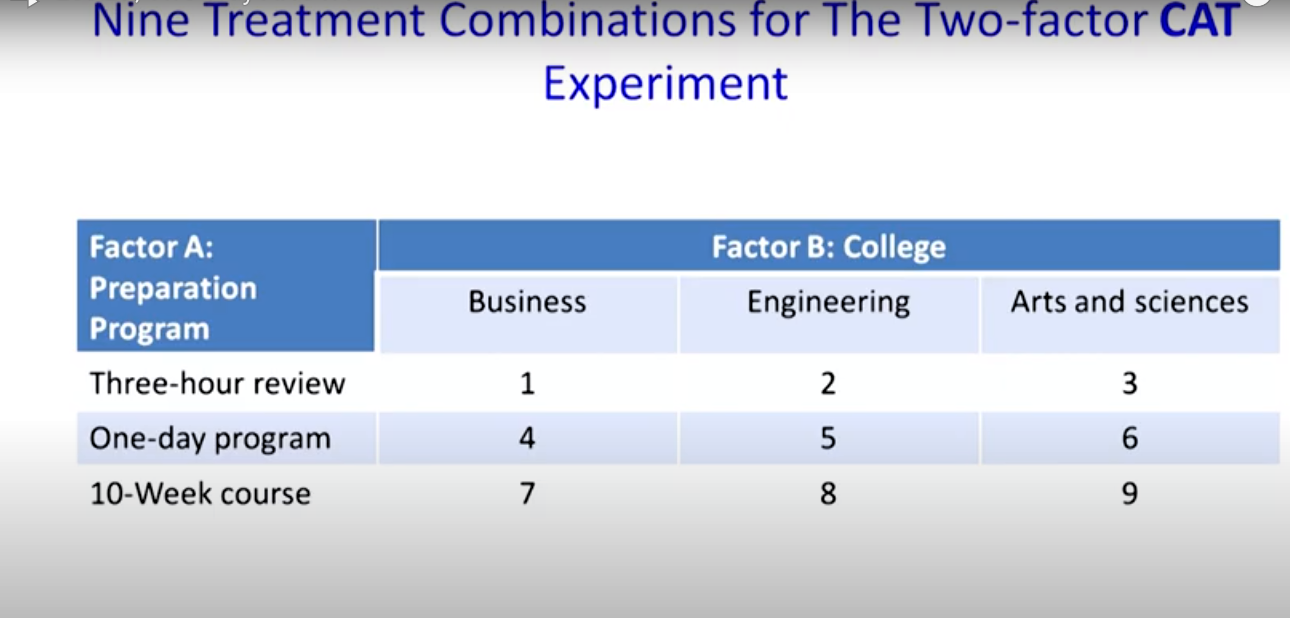 Nine Treatment Combinations for The Two-factor CAT
Experiment
Factor A:
Preparation
Program
Factor B: College
Business Engineering Arts and sciences
Three-hour review 1 2 3
One-day program 4 5 6
10-Week course 7 8 9